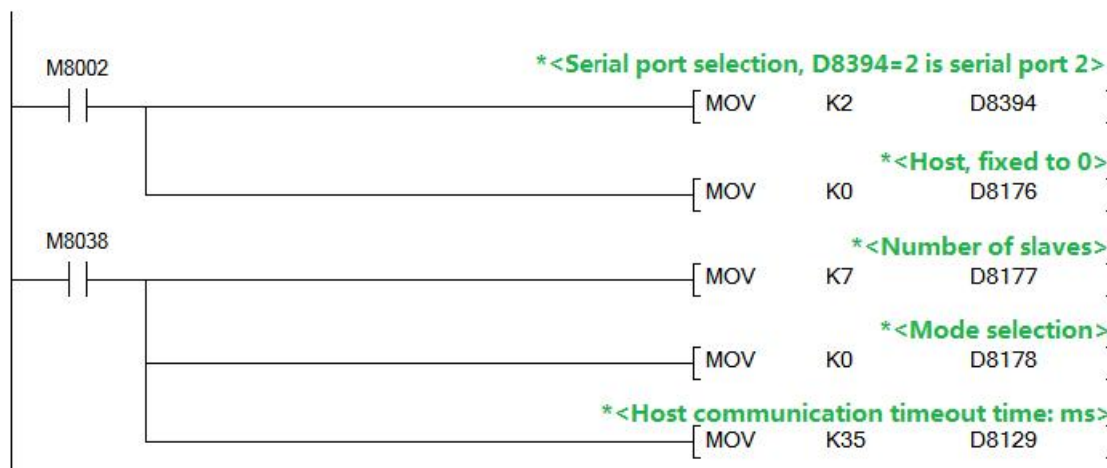 *<Serial port selection, D8394=2 is serial port 2>
M8002
MOV K2 D8394
*<Host, fixed to 0>
MOV K0 D8176
M8038
*<Number of slaves>
MOV K7 D8177
*<Mode selection>
MOV K0 D8178
*<Host communication timeout time: ms>
MOV K35 D8129